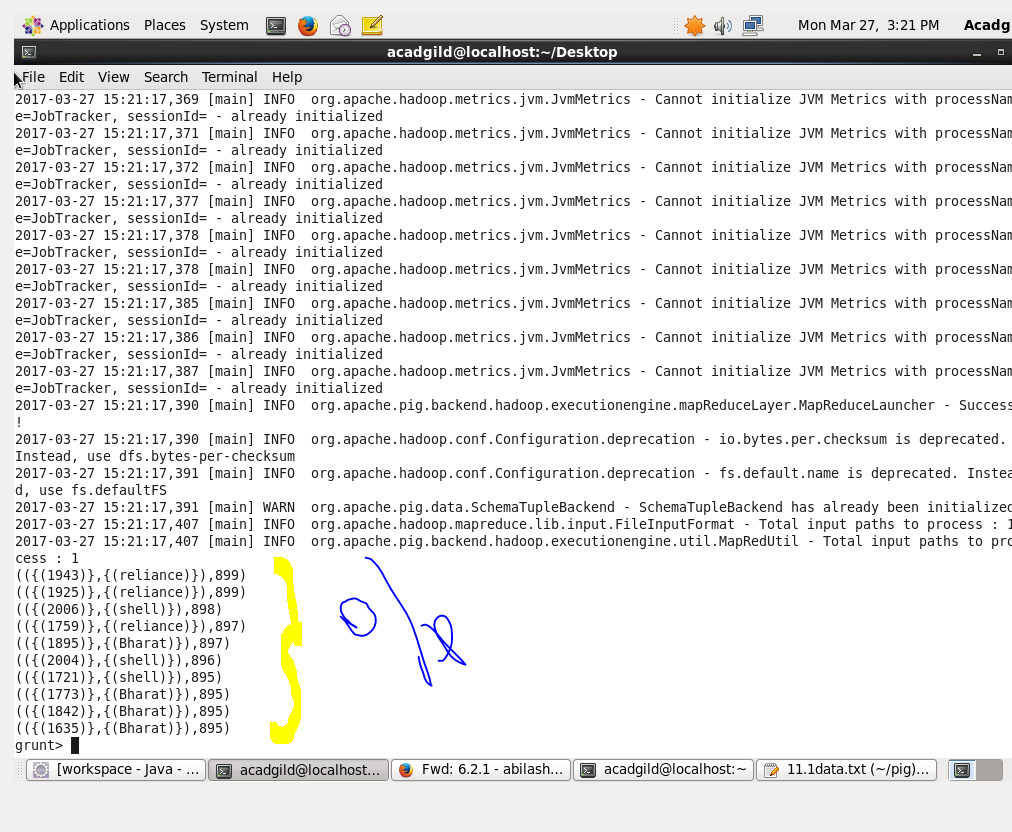 Applications Places System Mon Mar 27, 3:21 PM Acadg
acadgild@localhost:~/Desktop
File Edit View Search Terminal Help
2017-03-27 15:21:17,369 [main] INFO  org.apache.hadoop.metrics.jvm.JvmMetrics - Cannot initialize JVM Metrics with processNam
e=JobTracker, sessionId= - already initialized
2017-03-27 15:21:17,371 [main] INFO  org.apache.hadoop.metrics.jvm.JvmMetrics - Cannot initialize JVM Metrics with processNam
e=JobTracker, sessionId= - already initialized
2017-03-27 15:21:17,372 [main] INFO  org.apache.hadoop.metrics.jvm.JvmMetrics - Cannot initialize JVM Metrics with processNam
e=JobTracker, sessionId= - already initialized
2017-03-27 15:21:17,377 [main] INFO  org.apache.hadoop.metrics.jvm.JvmMetrics - Cannot initialize JVM Metrics with processNam
e=JobTracker, sessionId= - already initialized
2017-03-27 15:21:17,378 [main] INFO  org.apache.hadoop.metrics.jvm.JvmMetrics - Cannot initialize JVM Metrics with processNam
e=JobTracker, sessionId= - already initialized
2017-03-27 15:21:17,378 [main] INFO  org.apache.hadoop.metrics.jvm.JvmMetrics - Cannot initialize JVM Metrics with processNam
e=JobTracker, sessionId= - already initialized
2017-03-27 15:21:17,385 [main] INFO  org.apache.hadoop.metrics.jvm.JvmMetrics - Cannot initialize JVM Metrics with processNam
e=JobTracker, sessionId= - already initialized
2017-03-27 15:21:17,386 [main] INFO  org.apache.hadoop.metrics.jvm.JvmMetrics - Cannot initialize JVM Metrics with processNam
e=JobTracker, sessionId= - already initialized
2017-03-27 15:21:17,387 [main] INFO  org.apache.hadoop.metrics.jvm.JvmMetrics - Cannot initialize JVM Metrics with processNam
e=JobTracker, sessionId= - already initialized
2017-03-27 15:21:17,390 [main] INFO  org.apache.pig.backend.hadoop.executionengine.mapReduceLayer.MapReduceLauncher - Success
!
2017-03-27 15:21:17,390 [main] INFO  org.apache.hadoop.conf.Configuration.deprecation - io.bytes.per.checksum is deprecated.
Instead, use dfs.bytes-per-checksum
2017-03-27 15:21:17,391 [main] INFO  org.apache.hadoop.conf.Configuration.deprecation - fs.default.name is deprecated. Instea
d, use fs.defaultFS
2017-03-27 15:21:17,391 [main] WARN  org.apache.pig.data.SchemaTupleBackend - SchemaTupleBackend has already been initialized
2017-03-27 15:21:17,407 [main] INFO  org.apache.hadoop.mapreduce.lib.input.FileInputFormat - Total input paths to process : 1
2017-03-27 15:21:17,407 [main] INFO  org.apache.pig.backend.hadoop.executionengine.util.MapRedUtil - Total input paths to pro
cess : 1
(({(1943)},{(reliance)}),899)
(({(1925)},{(reliance)}),899)
(({(2006)},{(shell)}),898)
(({(1759)},{(reliance)}),897)
(({(1895)},{(Bharat)}),897)
(({(2004)},{(shell)}),896)
(({(1721)},{(shell)}),895)
(({(1773)},{(Bharat)}),895)
(({(1842)},{(Bharat)}),895)
(({(1635)},{(Bharat)}),895)
o/p
grunt>
[workspace - Java - ... acadgild@localhost... Fwd: 6.2.1 - abilash... acadgild@localhost:~ 11.1data.txt (~/pig)...